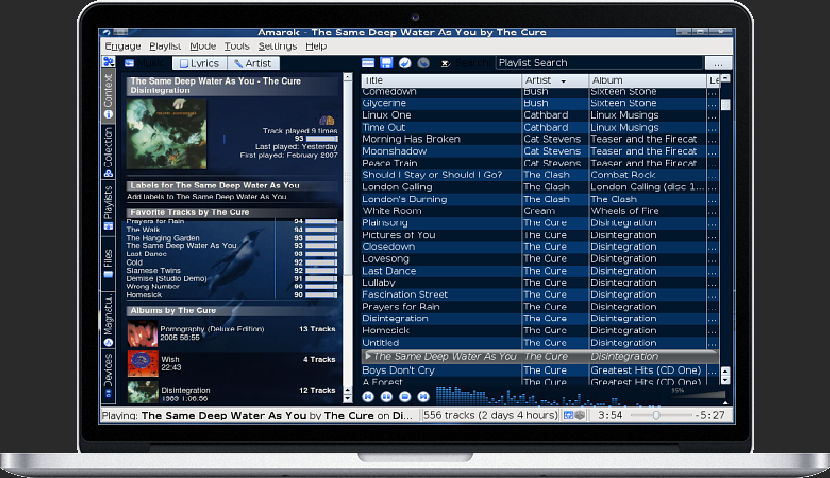 Amarok - The Same Deep Water As You by The Cure
Engage Playlist Mode Tools Settings Help
Music Lyrics Artist
Search: Playlist Search ...
Context
Collection
Playlists
Files
Magnatune
Devices
The Same Deep Water As You - The Cure
Disintegration
Track played 9 times
93
Last played: Yesterday
First played: February 2007
Labels for The Same Deep Water As You
Add labels to The Same Deep Water As You
Favorite Tracks by The Cure
Prayers for Rain 94
The Walk 94
The Hanging Garden 93
The Same Deep Water As You 93
Last Dance 93
Cold 92
Siamese Twins 92
Demise (Studio Demo) 91
Wrong Number 90
Homesick 90
Albums by The Cure
Pornography (Deluxe Edition) 13 Tracks
2005 58:55
Wish 4 Tracks
22:43
Disintegration 12 Tracks
Title Artist Album Le
Comedown Bush Sixteen Stone ...
Glycerine Bush Sixteen Stone ...
Linux One Cathbard Linux Musings ...
Time Out Cathbard Linux Musings ...
Morning Has Broken Cat Stevens Teaser and the Firecat ...
Moonshadow Cat Stevens Teaser and the Firecat ...
Peace Train Cat Stevens Teaser and the Firecat ...
Should I Stay or Should I Go? The Clash Combat Rock ...
London Calling The Clash London Calling (disc 1... ...
London's Burning The Clash The Clash ...
White Room Cream Wheels of Fire ...
Plainsong The Cure Disintegration ...
Pictures of You The Cure Disintegration ...
Closedown The Cure Disintegration ...
Lovesong The Cure Disintegration ...
Last Dance The Cure Disintegration ...
Lullaby The Cure Disintegration ...
Fascination Street The Cure Disintegration ...
Prayers for Rain The Cure Disintegration ...
Disintegration The Cure Disintegration ...
Homesick The Cure Disintegration ...
Untitled The Cure Disintegration ...
The Same Deep Water As You The Cure Disintegration
Boys Don't Cry The Cure Greatest Hits (CD One) ...
A Forest The Cure Greatest Hits (CD One) ...
95%
Playing: The Same Deep Water As You by The Cure on Di... 556 tracks (2 days 4 hours) 3:54 -5:27